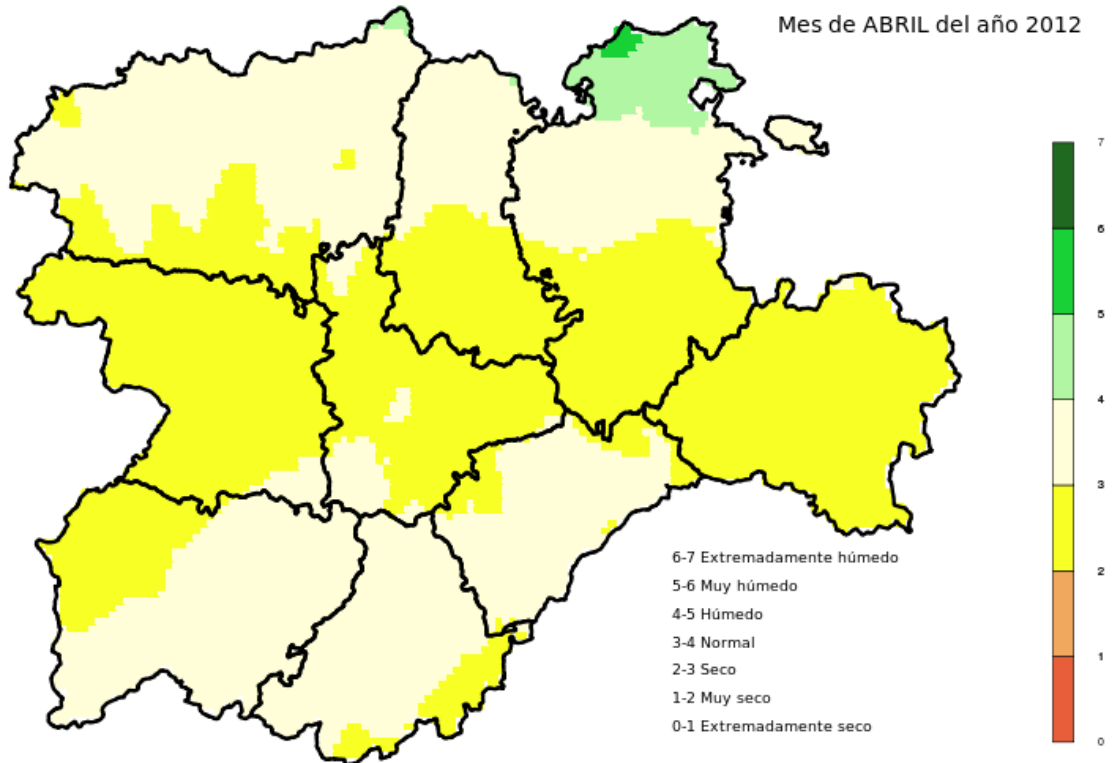 Mes de ABRIL del año 2012
7
6
5
4
3
2
1
0
6-7 Extremadamente húmedo
5-6 Muy húmedo
4-5 Húmedo
3-4 Normal
2-3 Seco
1-2 Muy seco
0-1 Extremadamente seco